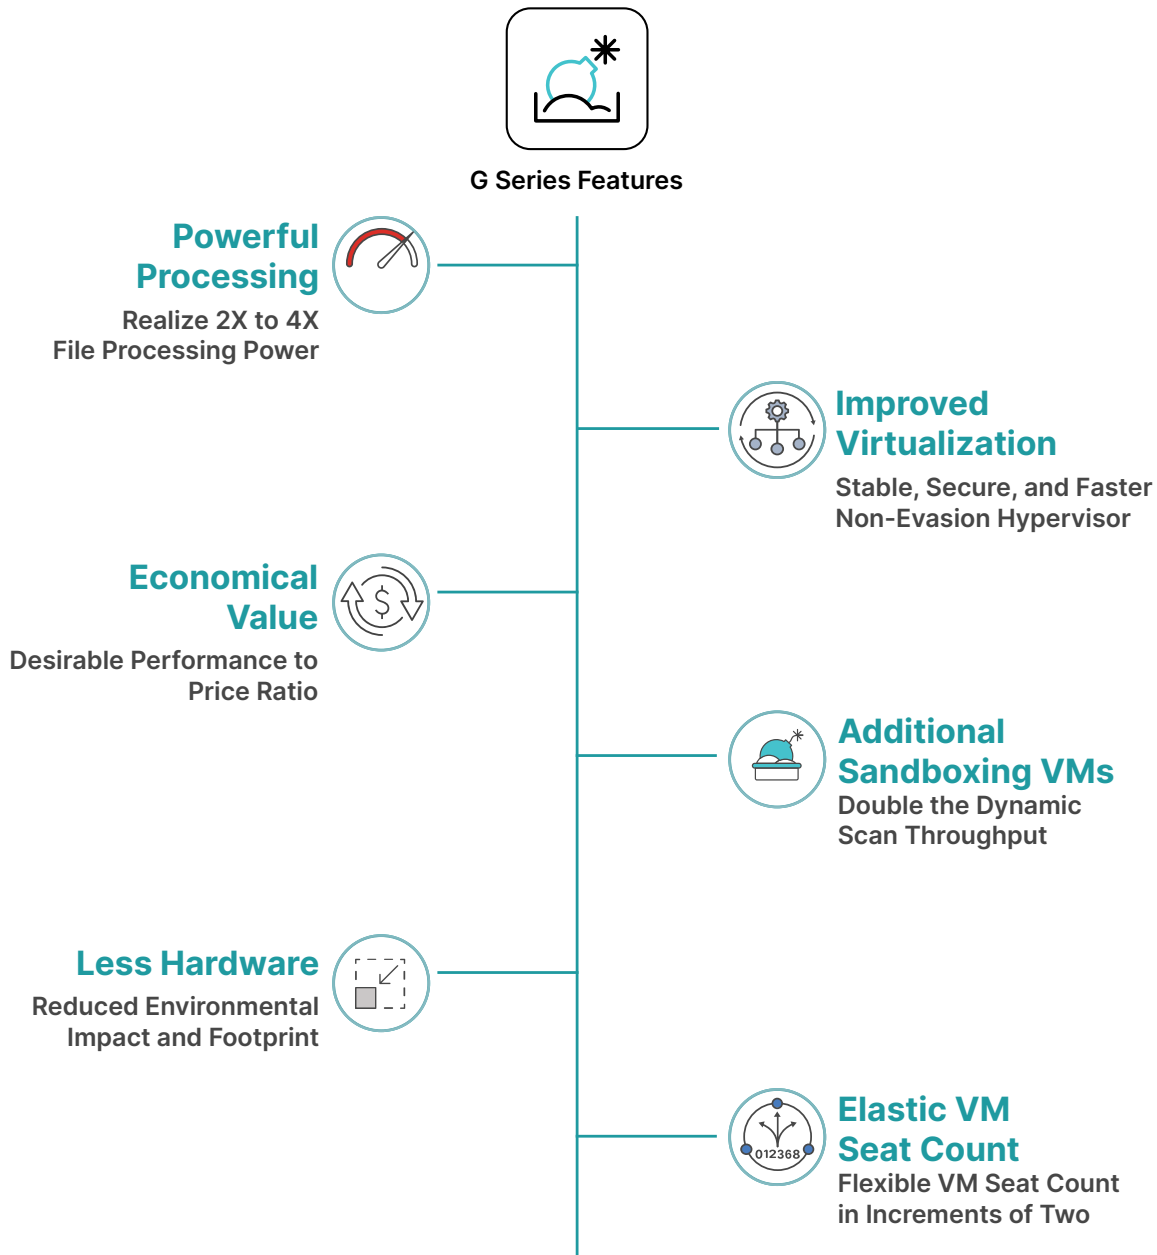 G Series Features
Powerful
Processing
Realize 2X to 4X
File Processing Power
Improved
Virtualization
Stable, Secure, and Faster
Non-Evasion Hypervisor
Economical
Value
Desirable Performance to
Price Ratio
$
Additional
Sandboxing VMs
Double the Dynamic
Scan Throughput
Less Hardware
Reduced Environmental
Impact and Footprint
Elastic VM
Seat Count
Flexible VM Seat Count
in Increments of Two
012368